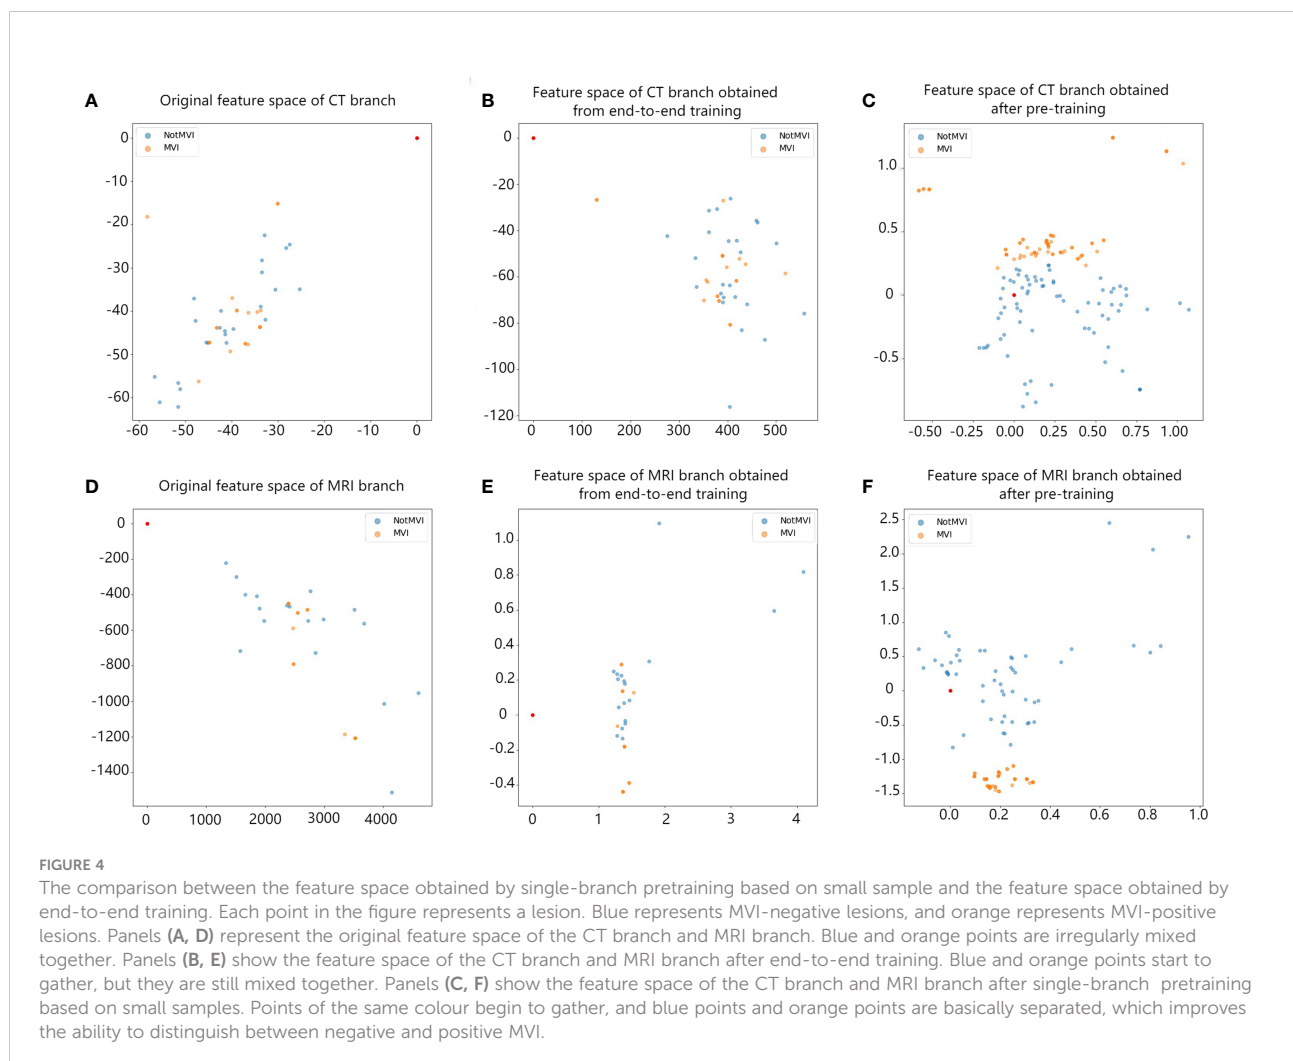 A
Original feature space of CT branch
NotMVI
MVI
0
-10
-20
-30
-40
-50
-60
-60 -50 -40 -30 -20 -10 0
B
Feature space of CT branch obtained
from end-to-end training
NotMVI
MVI
0
-20
-40
-60
-80
-100
-120
0 100 200 300 400 500
C
Feature space of CT branch obtained
after pre-training
NotMVI
MVI
1.0
0.5
0
-0.5
-0.50 -0.25 0.00 0.25 0.50 0.75 1.00
D
Original feature space of MRI branch
NotMVI
MVI
0
-200
-400
-600
-800
-1000
-1200
-1400
0 1000 2000 3000 4000
E
Feature space of MRI branch obtained
from end-to-end training
NotMVI
MVI
1.0
0.8
0.6
0.4
0.2
0
-0.2
-0.4
0 1 2 3 4
F
Feature space of MRI branch obtained
after pre-training
NotMVI
MVI
2.5
2.0
1.5
1.0
0.5
0
-0.5
-1.0
-1.5
0.0 0.2 0.4 0.6 0.8 1.0
FIGURE 4
The comparison between the feature space obtained by single-branch pretraining based on small sample and the feature space obtained by
end-to-end training. Each point in the figure represents a lesion. Blue represents MVI-negative lesions, and orange represents MVI-positive
lesions. Panels (A, D) represent the original feature space of the CT branch and MRI branch. Blue and orange points are irregularly mixed
together. Panels (B, E) show the feature space of the CT branch and MRI branch after end-to-end training. Blue and orange points start to
gather, but they are still mixed together. Panels (C, F) show the feature space of the CT branch and MRI branch after single-branch pretraining
based on small samples. Points of the same colour begin to gather, and blue points and orange points are basically separated, which improves
the ability to distinguish between negative and positive MVI.